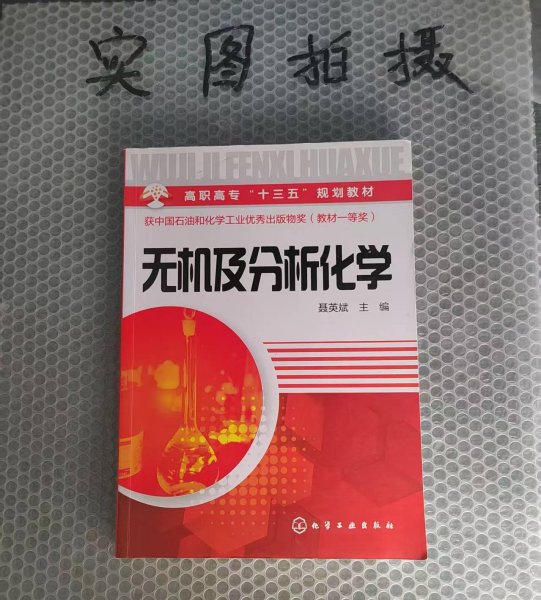 实图拍摄
WUJI JI FENXI HUAXUE
高职高专“十三五”规划教材
获中国石油和化学工业优秀出版物奖（教材一等奖）
无机及分析化学
聂英斌 主 编
化学工业出版社